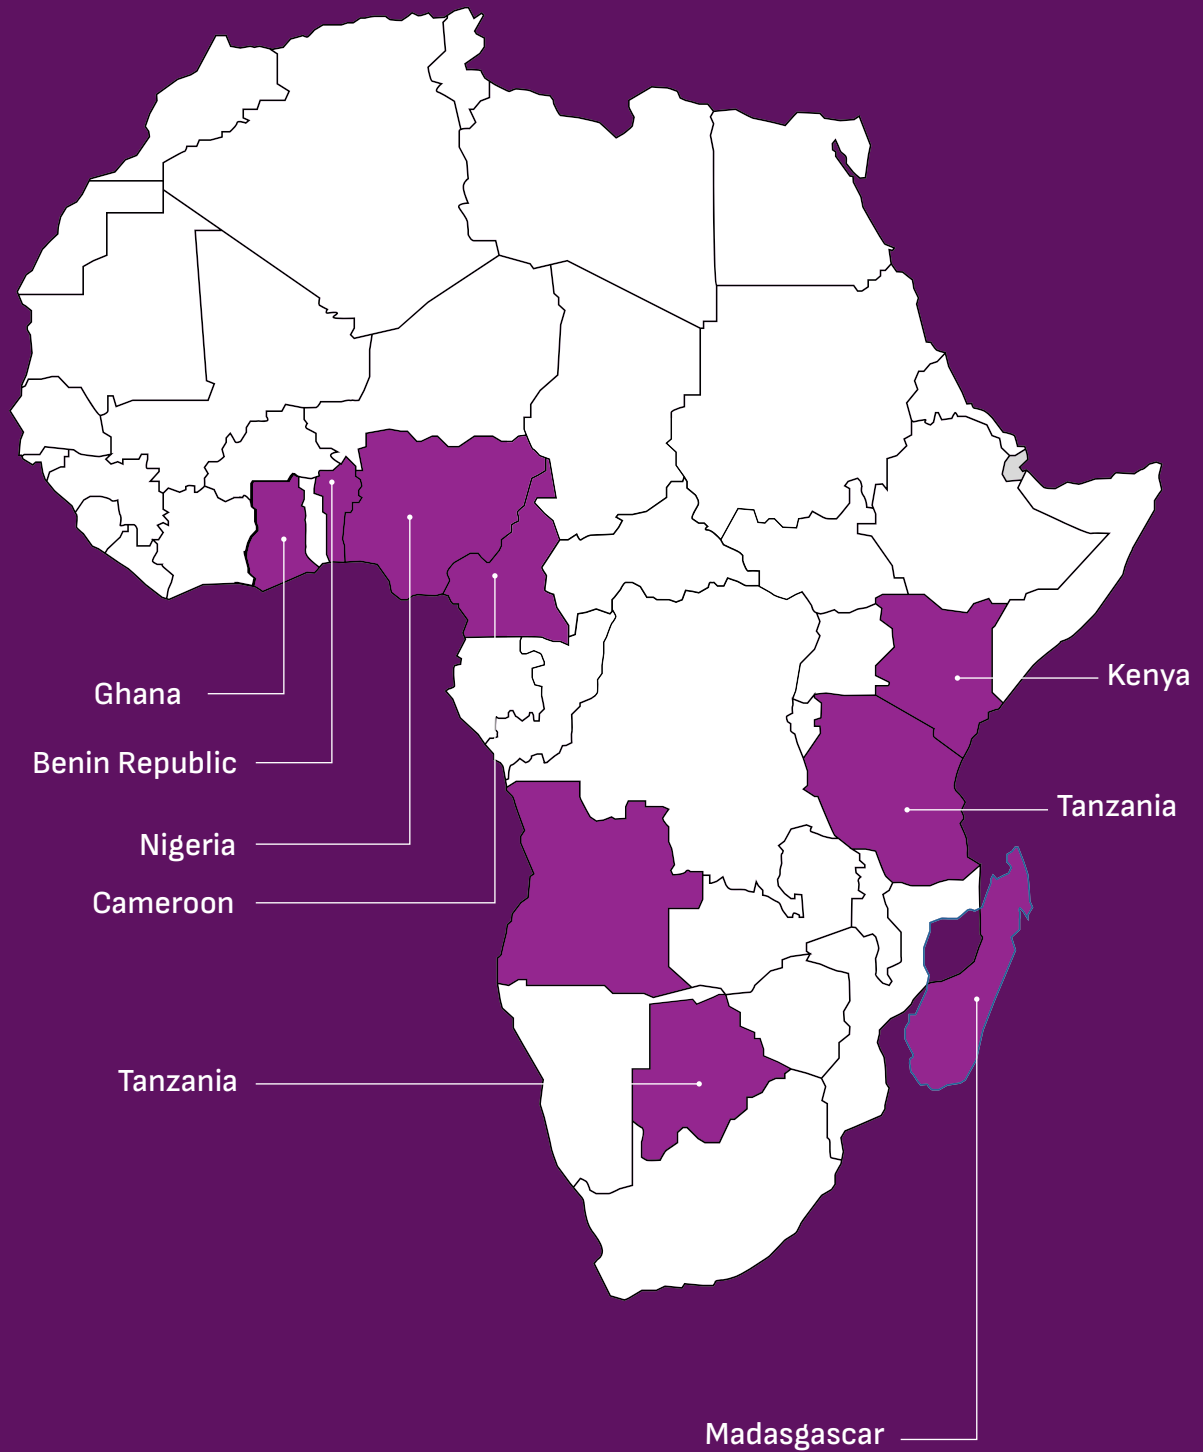 Kenya
Ghana
Benin Republic
Tanzania
Nigeria
Cameroon
Tanzania
Madasgascar